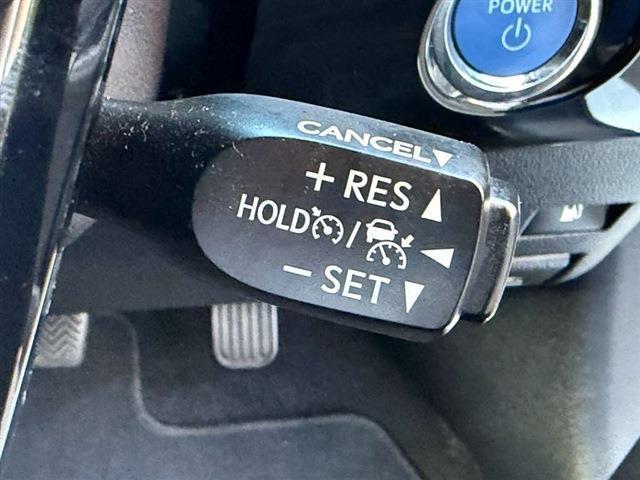 POWER
CANCEL
+ RES
HOLD /
− SET